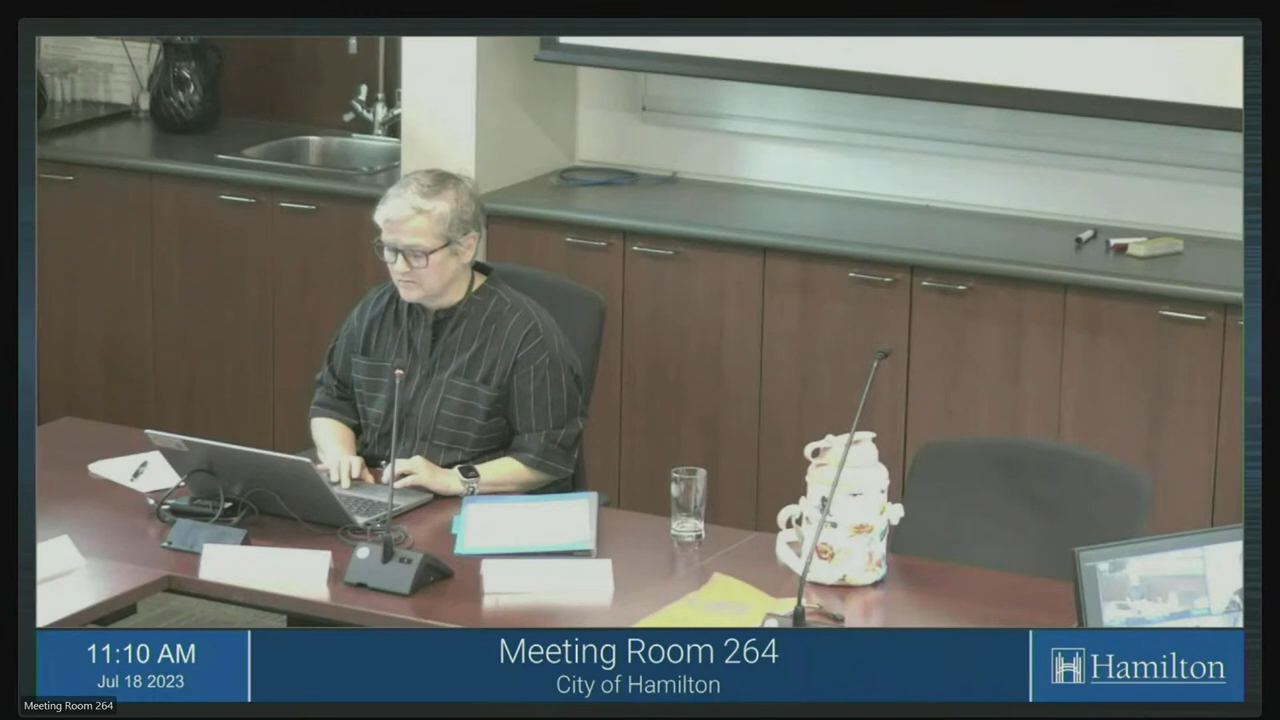 11:10 AM
Jul 18 2023
Meeting Room 264
City of Hamilton
Hamilton
Meeting Room 264